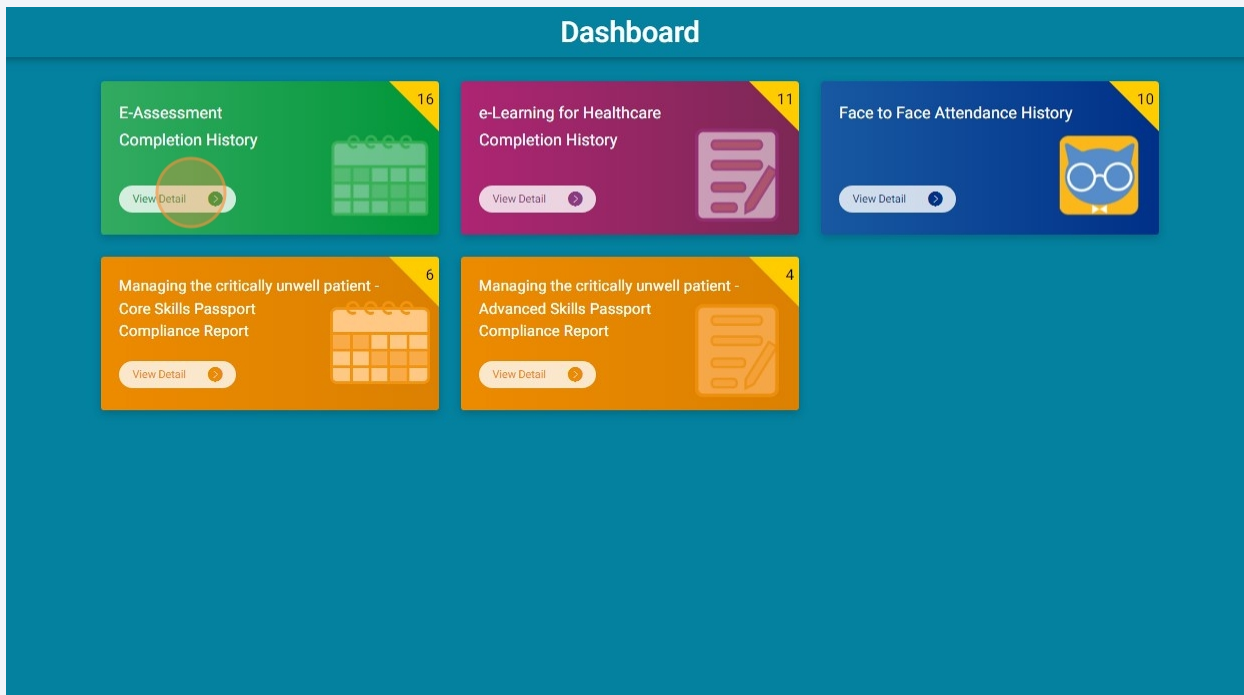 Dashboard
16
E-Assessment
Completion History
View Detail
11
e-Learning for Healthcare
Completion History
View Detail
10
Face to Face Attendance History
View Detail
6
Managing the critically unwell patient -
Core Skills Passport
Compliance Report
View Detail
4
Managing the critically unwell patient -
Advanced Skills Passport
Compliance Report
View Detail